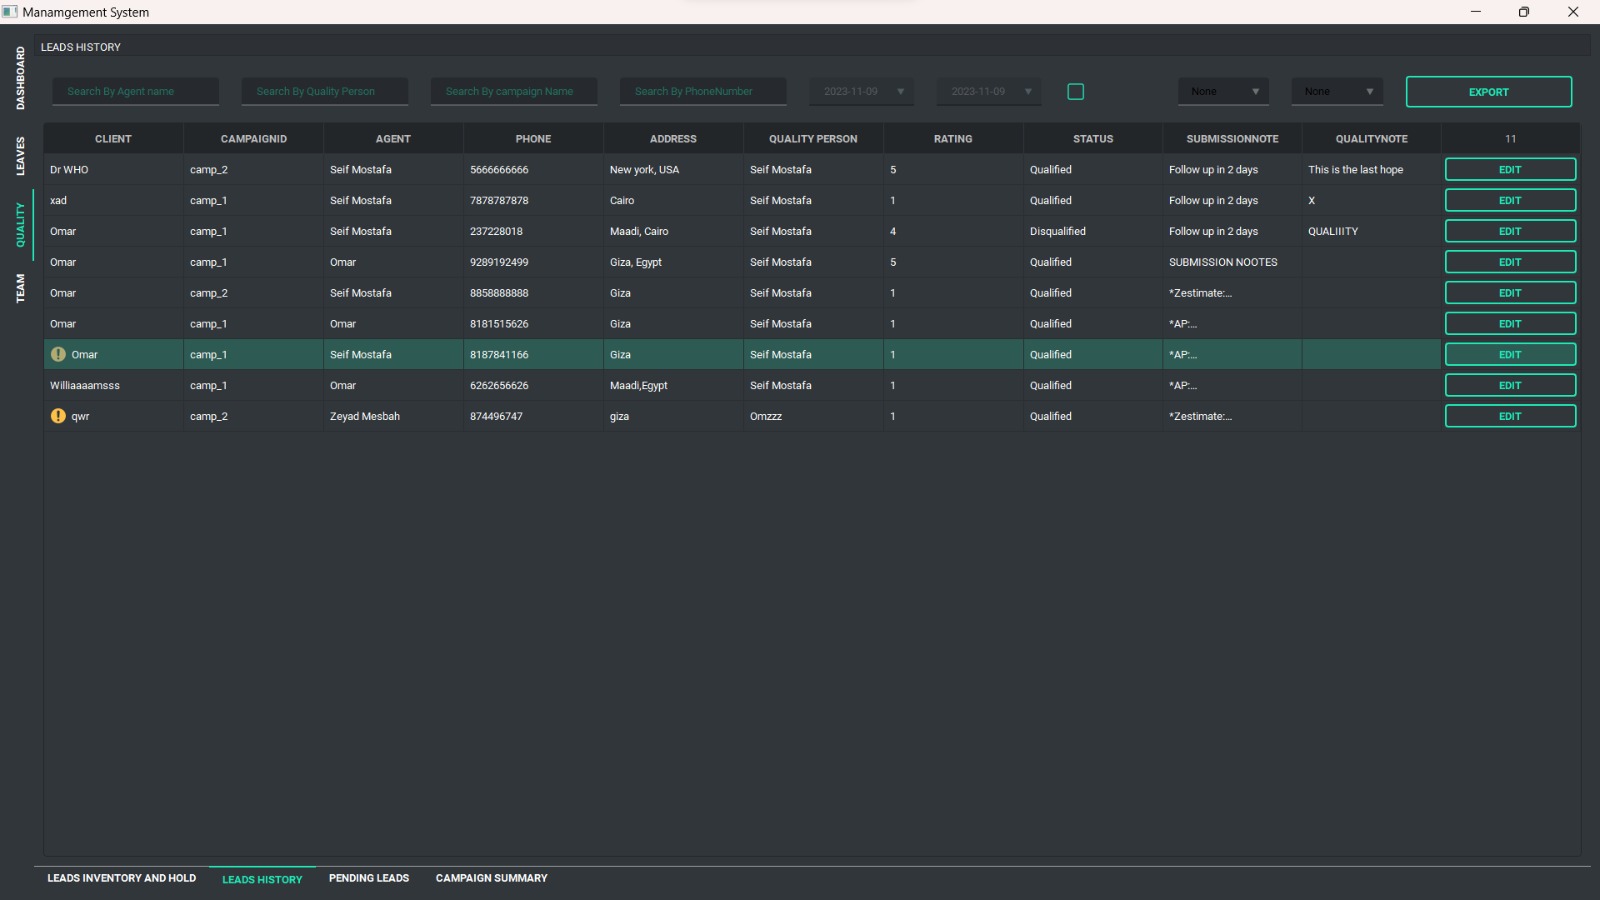 Manamgement System
LEADS HISTORY
DASHBOARD
LEAVES
QUALITY
TEAM
Search By Agent name Search By Quality Person Search By campaign Name Search By PhoneNumber 2023-11-09 2023-11-09 None None EXPORT
CLIENT CAMPAIGNID AGENT PHONE ADDRESS QUALITY PERSON RATING STATUS SUBMISSIONNOTE QUALITYNOTE 11
Dr WHO camp_2 Seif Mostafa 5666666666 New york, USA Seif Mostafa 5 Qualified Follow up in 2 days This is the last hope EDIT
xad camp_1 Seif Mostafa 7878787878 Cairo Seif Mostafa 1 Qualified Follow up in 2 days X EDIT
Omar camp_1 Seif Mostafa 237228018 Maadi, Cairo Seif Mostafa 4 Disqualified Follow up in 2 days QUALIIITY EDIT
Omar camp_1 Omar 9289192499 Giza, Egypt Seif Mostafa 5 Qualified SUBMISSION NOOTES EDIT
Omar camp_2 Seif Mostafa 8858888888 Giza Seif Mostafa 1 Qualified *Zestimate:... EDIT
Omar camp_1 Omar 8181515626 Giza Seif Mostafa 1 Qualified *AP:... EDIT
Omar camp_1 Seif Mostafa 8187841166 Giza Seif Mostafa 1 Qualified *AP:... EDIT
Williaaaamsss camp_1 Omar 6262656626 Maadi,Egypt Seif Mostafa 1 Qualified *AP:... EDIT
qwr camp_2 Zeyad Mesbah 874496747 giza Omzzz 1 Qualified *Zestimate:... EDIT
LEADS INVENTORY AND HOLD LEADS HISTORY PENDING LEADS CAMPAIGN SUMMARY